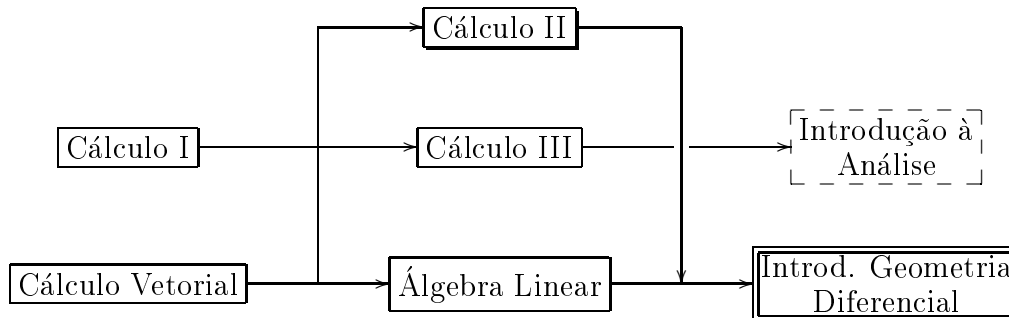 Cálculo II
Cálculo I
Cálculo III
Introdução à
Análise
Cálculo Vetorial
Álgebra Linear
Introd. Geometria
Diferencial